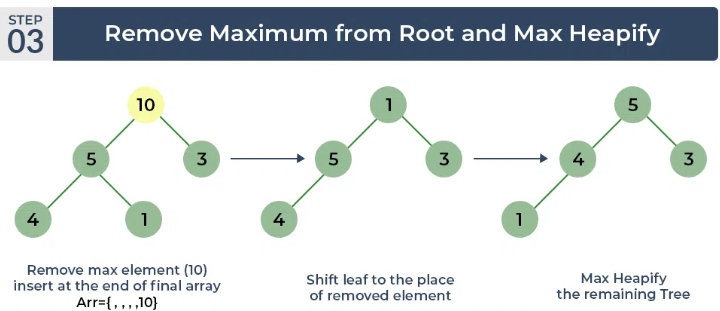 STEP
03
Remove Maximum from Root and Max Heapify
10
5
3
4
1
1
5
3
4
5
4
3
1
Remove max element (10)
insert at the end of final array
Arr={ , , , ,10}
Shift leaf to the place
of removed element
Max Heapify
the remaining Tree